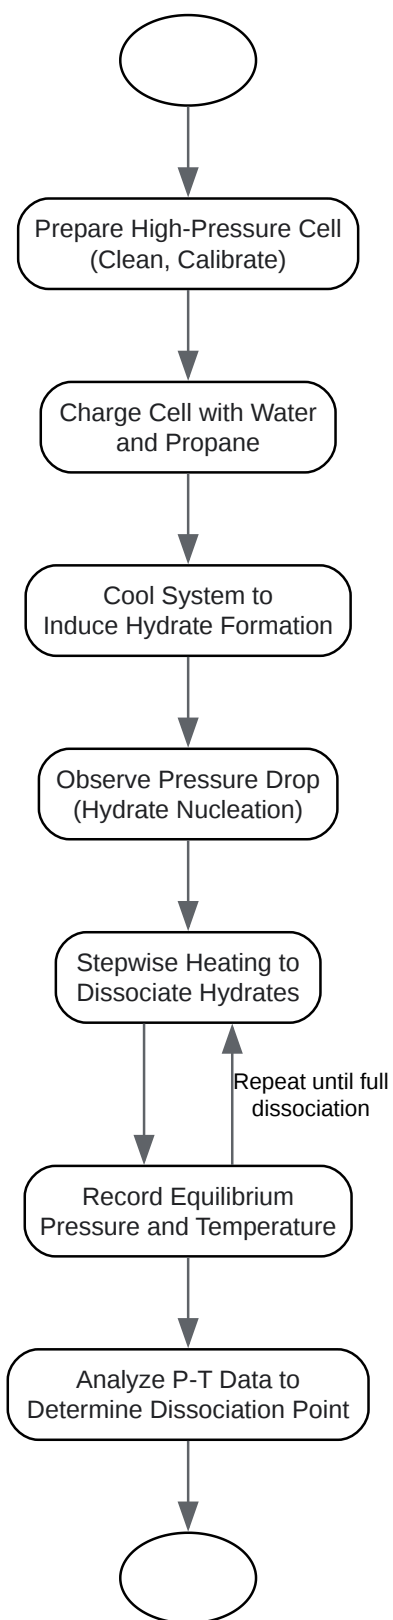 Prepare High-Pressure Cell
(Clean, Calibrate)
Charge Cell with Water
and Propane
Cool System to
Induce Hydrate Formation
Observe Pressure Drop
(Hydrate Nucleation)
Stepwise Heating to
Dissociate Hydrates
Repeat until full
dissociation
Record Equilibrium
Pressure and Temperature
Analyze P-T Data to
Determine Dissociation Point